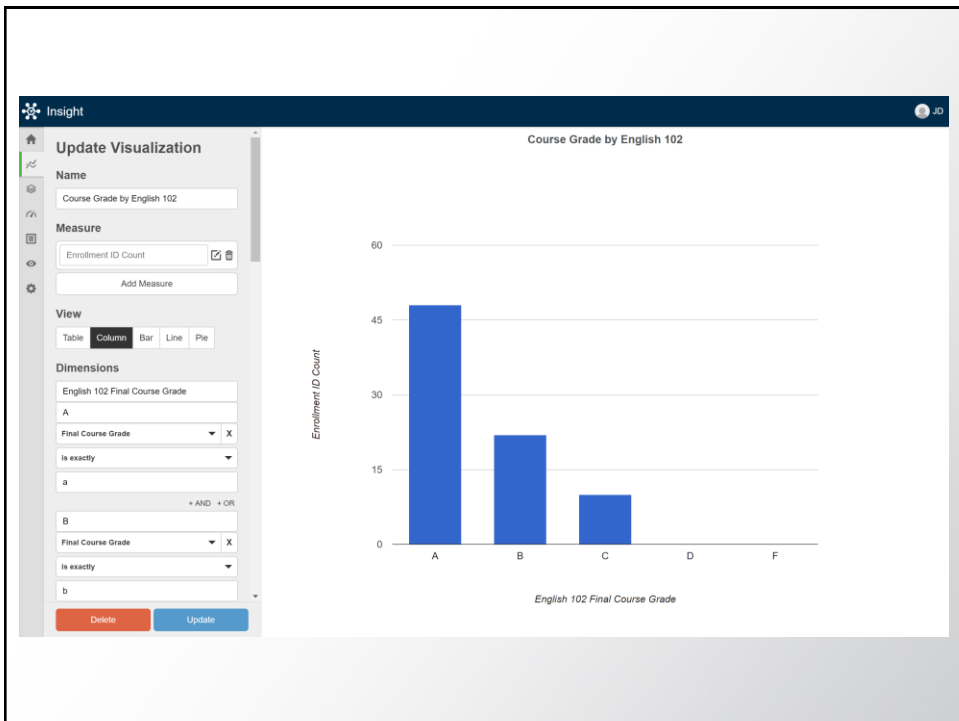 Insight
JD
Update Visualization
Name
Course Grade by English 102
Measure
Enrollment ID Count
Add Measure
View
Table Column Bar Line Pie
Dimensions
English 102 Final Course Grade
A
Final Course Grade X
is exactly
a
+ AND + OR
B
Final Course Grade X
is exactly
b
Delete Update
Course Grade by English 102
60
45
30
15
0
Enrollment ID Count
A B C D F
English 102 Final Course Grade